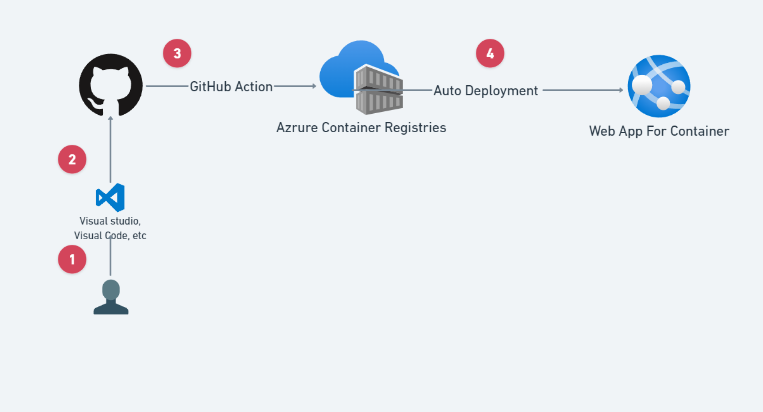 3
4
GitHub Action
Auto Deployment
Azrure Container Registries
Web App For Container
2
Visual studio,
Visual Code, etc
1